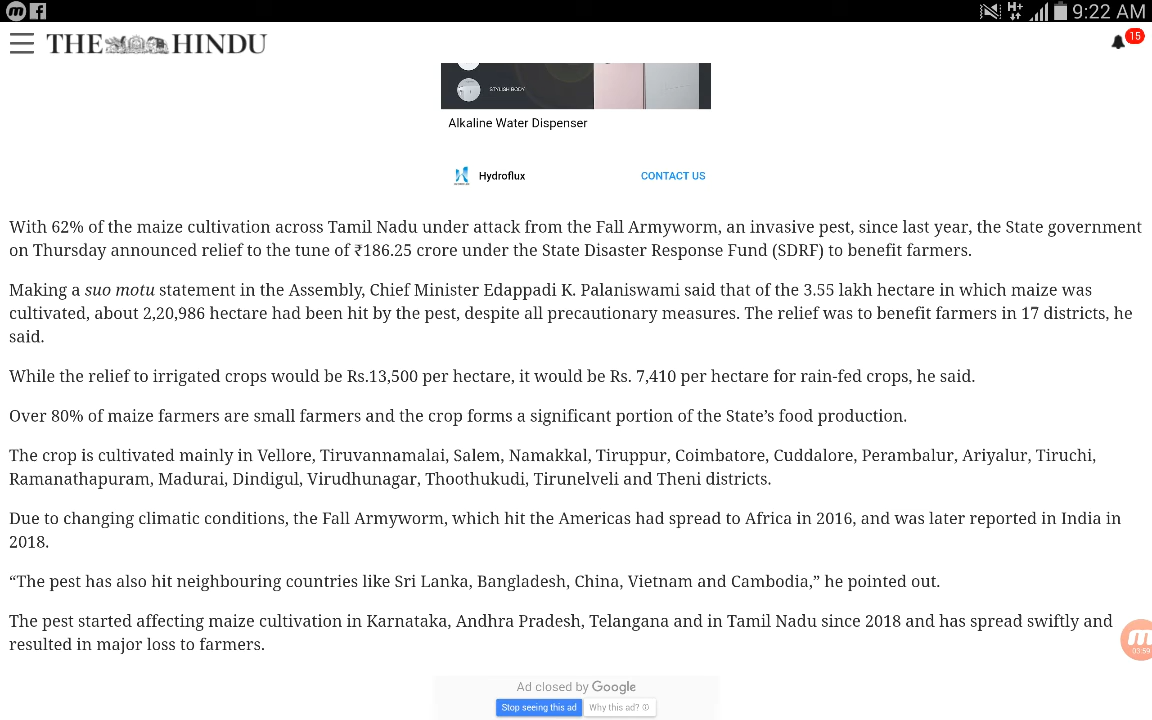 9:22 AM
THE HINDU
15
STYLISH BODY
Alkaline Water Dispenser
Hydroflux CONTACT US
With 62% of the maize cultivation across Tamil Nadu under attack from the Fall Armyworm, an invasive pest, since last year, the State government
on Thursday announced relief to the tune of ₹186.25 crore under the State Disaster Response Fund (SDRF) to benefit farmers.
Making a suo motu statement in the Assembly, Chief Minister Edappadi K. Palaniswami said that of the 3.55 lakh hectare in which maize was
cultivated, about 2,20,986 hectare had been hit by the pest, despite all precautionary measures. The relief was to benefit farmers in 17 districts, he
said.
While the relief to irrigated crops would be Rs.13,500 per hectare, it would be Rs. 7,410 per hectare for rain-fed crops, he said.
Over 80% of maize farmers are small farmers and the crop forms a significant portion of the State’s food production.
The crop is cultivated mainly in Vellore, Tiruvannamalai, Salem, Namakkal, Tiruppur, Coimbatore, Cuddalore, Perambalur, Ariyalur, Tiruchi,
Ramanathapuram, Madurai, Dindigul, Virudhunagar, Thoothukudi, Tirunelveli and Theni districts.
Due to changing climatic conditions, the Fall Armyworm, which hit the Americas had spread to Africa in 2016, and was later reported in India in
2018.
“The pest has also hit neighbouring countries like Sri Lanka, Bangladesh, China, Vietnam and Cambodia,” he pointed out.
The pest started affecting maize cultivation in Karnataka, Andhra Pradesh, Telangana and in Tamil Nadu since 2018 and has spread swiftly and
resulted in major loss to farmers.
03:59
Ad closed by Google
Stop seeing this ad Why this ad?